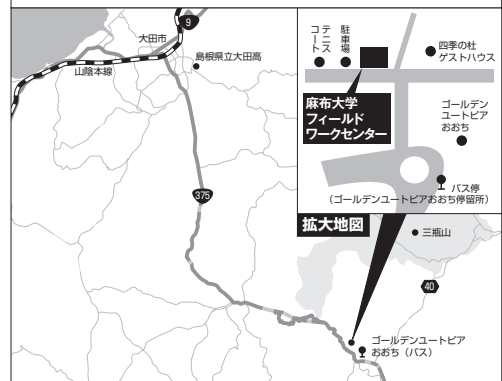 9
大田市
島根県立大田高
山陰本線
375
テニス
コート
駐車場
四季の杜
ゲストハウス
麻布大学
フィールド
ワークセンター
ゴールデン
ユートピア
おおち
バス停
(ゴールデンユートピアおおち停留所)
拡大地図
三瓶山
40
ゴールデンユートピア
おおち(バス)